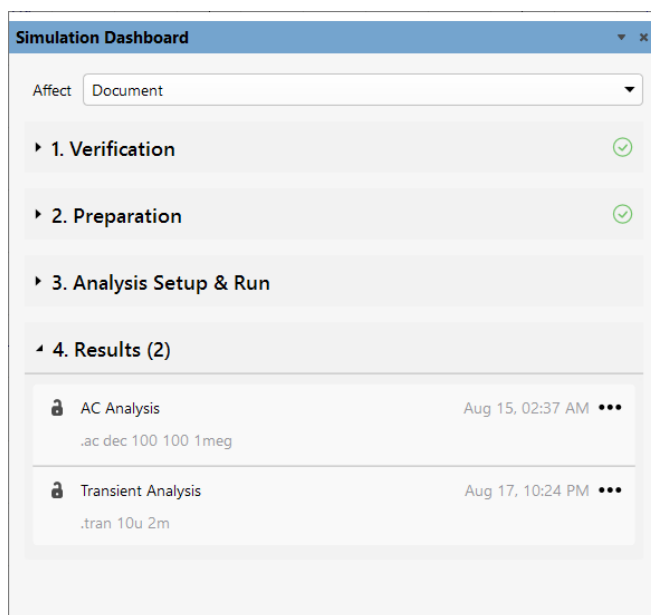 Simulation Dashboard
Affect Document
1. Verification
2. Preparation
3. Analysis Setup & Run
4. Results (2)
AC Analysis Aug 15, 02:37 AM
.ac dec 100 100 1meg
Transient Analysis Aug 17, 10:24 PM
.tran 10u 2m